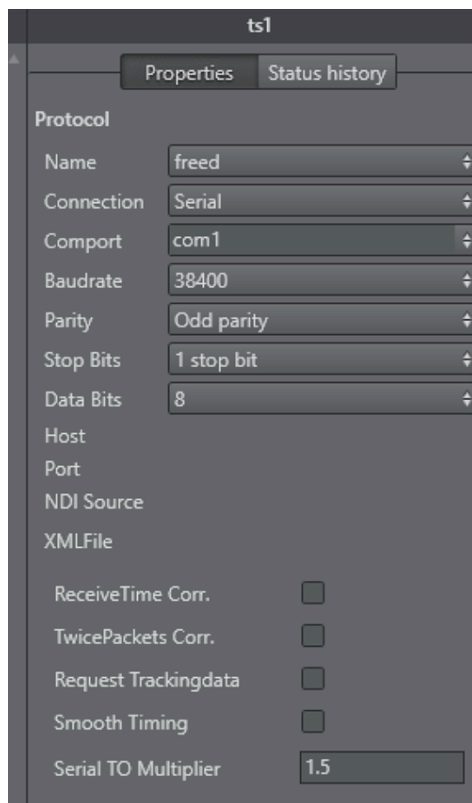 ts1
Properties Status history
Protocol
Name freed
Connection Serial
Comport com1
Baudrate 38400
Parity Odd parity
Stop Bits 1 stop bit
Data Bits 8
Host
Port
NDI Source
XMLFile
ReceiveTime Corr.
TwicePackets Corr.
Request Trackingdata
Smooth Timing
Serial TO Multiplier 1.5